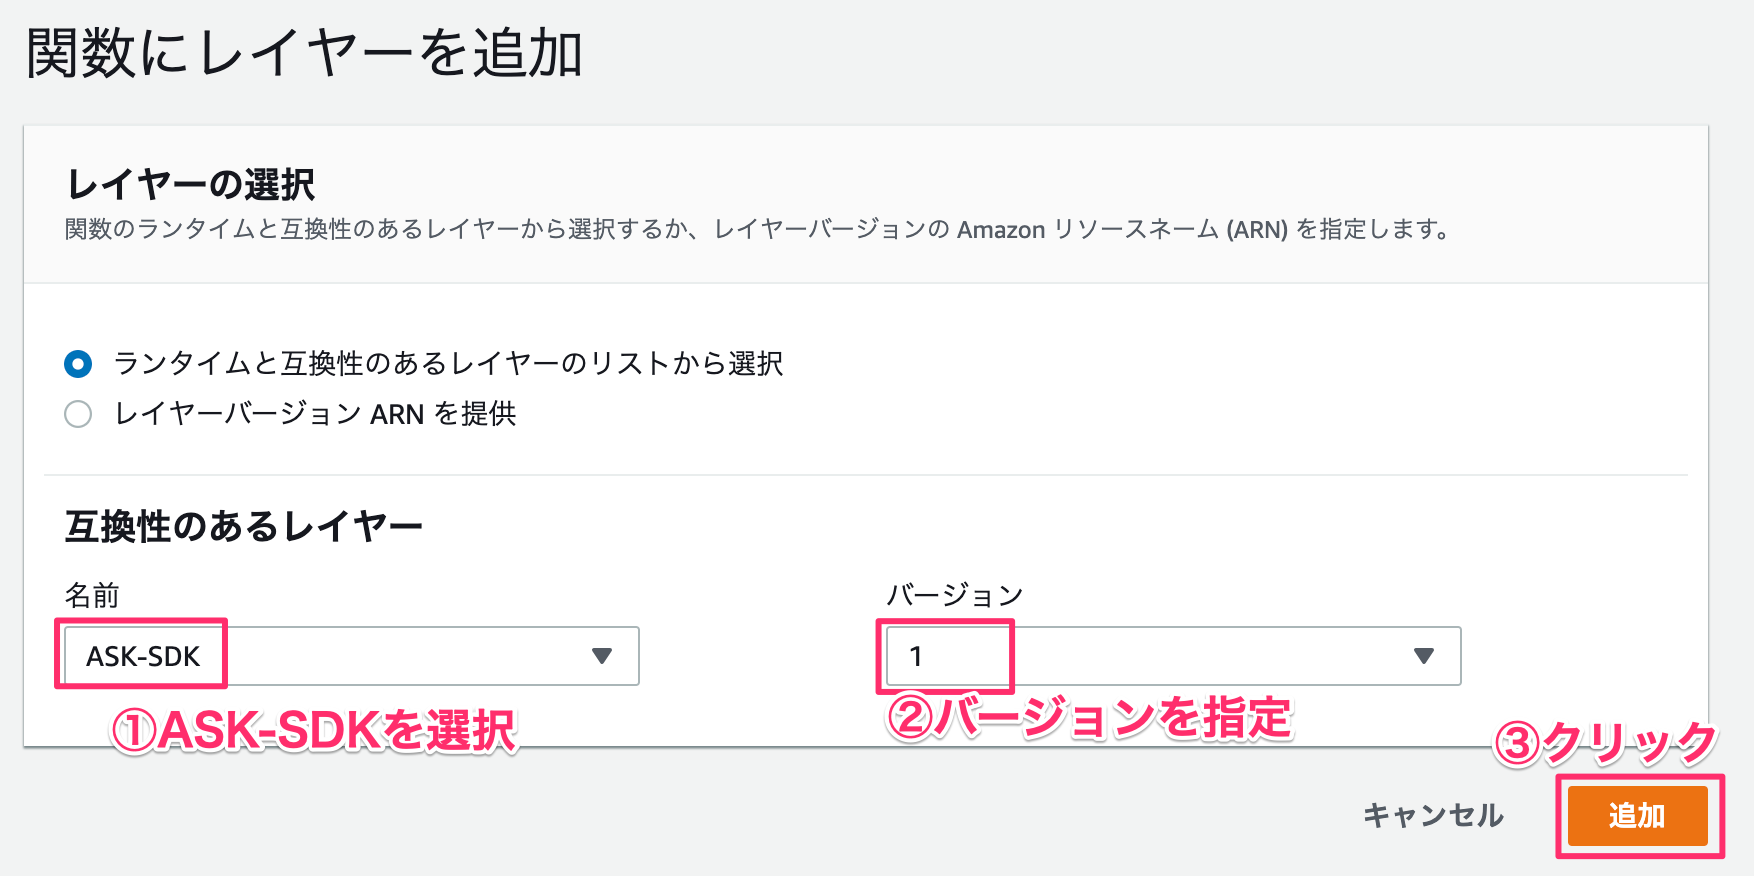 関数にレイヤーを追加
レイヤーの選択
関数のランタイムと互換性のあるレイヤーから選択するか、レイヤーバージョンの Amazon リソースネーム (ARN) を指定します。
ランタイムと互換性のあるレイヤーのリストから選択
レイヤーバージョン ARN を提供
互換性のあるレイヤー
名前
バージョン
ASK-SDK
1
①ASK-SDKを選択
②バージョンを指定
③クリック
キャンセル
追加